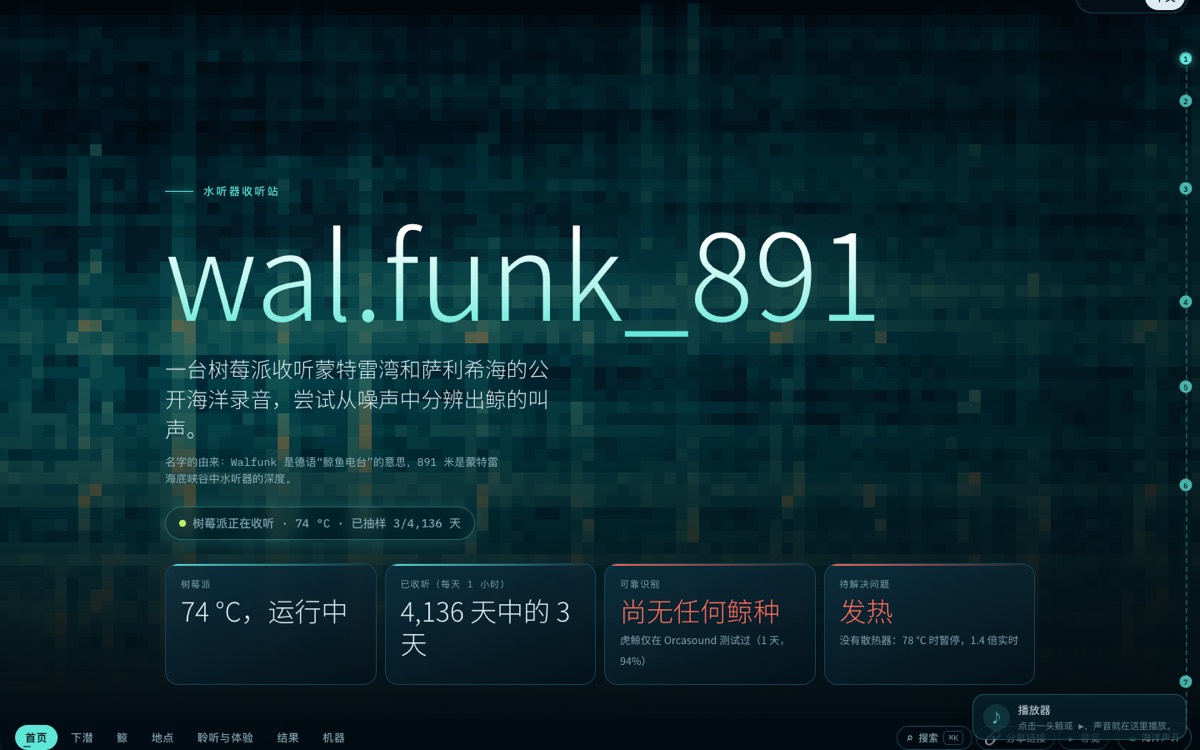 水听器收听站
wal.funk_891
一台树莓派收听蒙特雷湾和萨利希海的公
开海洋录音，尝试从噪声中分辨出鲸的叫
声。
名字的由来：Walfunk 是德语“鲸鱼电台”的意思，891 米是蒙特雷
海底峡谷中水听器的深度。
树莓派正在收听 · 74 °C · 已抽样 3/4,136 天
树莓派
74 °C，运行中
已收听（每天 1 小时）
4,136 天中的 3
天
可靠识别
尚无任何鲸种
虎鲸仅在 Orcasound 测试过（1 天，
94%）
待解决问题
发热
没有散热器：78 °C 时暂停，1.4 倍实时
1
2
3
4
5
6
7
播放器
点击一头鲸或 ►，声音就在这里播放。
首页 下潜 鲸 地点 聆听与体验 结果 机器
搜索 ⌘K